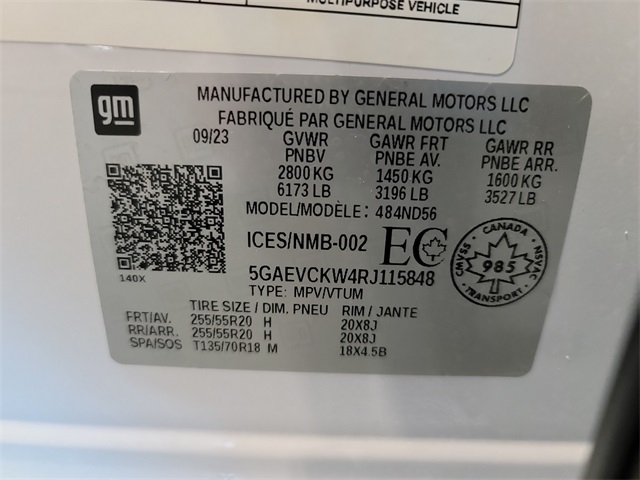 MULTIPURPOSE VEHICLE
gm
MANUFACTURED BY GENERAL MOTORS LLC
FABRIQUÉ PAR GENERAL MOTORS LLC
09/23 GVWR GAWR FRT GAWR RR
PNBV PNBE AV. PNBE ARR.
2800 KG 1450 KG 1600 KG
6173 LB 3196 LB 3527 LB
MODEL/MODÈLE: 484ND56
ICES/NMB-002 EC
5GAEVCKW4RJ115848
140X TYPE: MPV/VTUM
CANADA
CMVSS 985 NSVAC
TRANSPORT
TIRE SIZE / DIM. PNEU RIM / JANTE
FRT/AV. 255/55R20 H 20X8J
RR/ARR. 255/55R20 H 20X8J
SPA/SOS T135/70R18 M 18X4.5B